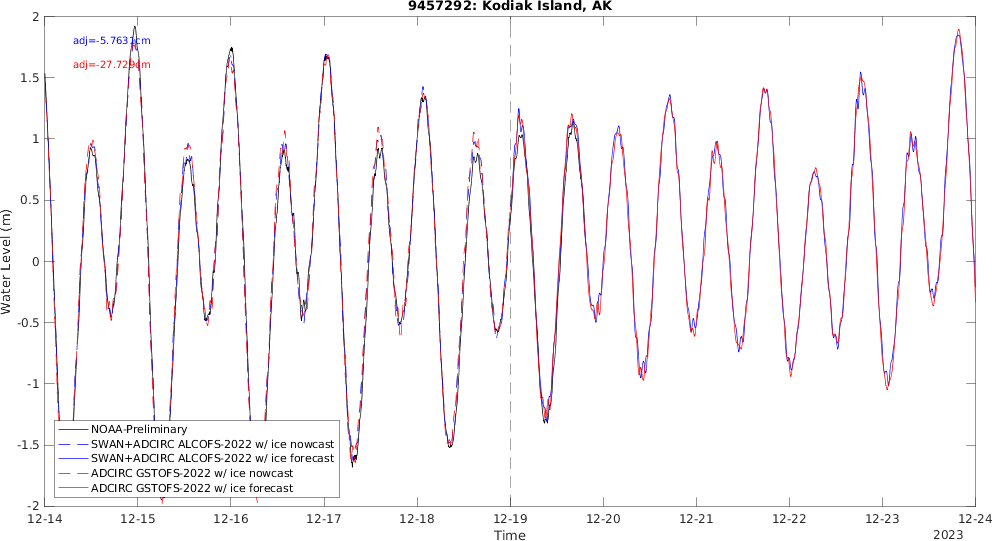 9457292: Kodiak Island, AK
adj=-5.7631cm
adj=-27.729cm
Water Level (m)
2
1.5
1
0.5
0
-0.5
-1
-1.5
-2
NOAA-Preliminary
SWAN+ADCIRC ALCOFS-2022 w/ ice nowcast
SWAN+ADCIRC ALCOFS-2022 w/ ice forecast
ADCIRC GSTOFS-2022 w/ ice nowcast
ADCIRC GSTOFS-2022 w/ ice forecast
12-14 12-15 12-16 12-17 12-18 12-19 12-20 12-21 12-22 12-23 12-24
Time
2023